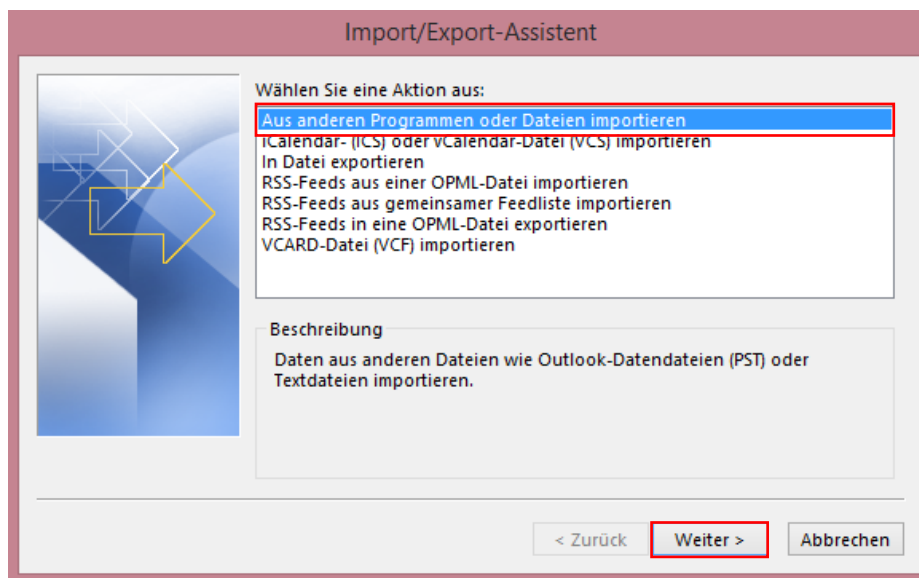 Import/Export-Assistent
Wählen Sie eine Aktion aus:
Aus anderen Programmen oder Dateien importieren
iCalendar- (ICS) oder vCalendar-Datei (VCS) importieren
In Datei exportieren
RSS-Feeds aus einer OPML-Datei importieren
RSS-Feeds aus gemeinsamer Feedliste importieren
RSS-Feeds in eine OPML-Datei exportieren
VCARD-Datei (VCF) importieren
Beschreibung
Daten aus anderen Dateien wie Outlook-Datendateien (PST) oder
Textdateien importieren.
< Zurück Weiter > Abbrechen